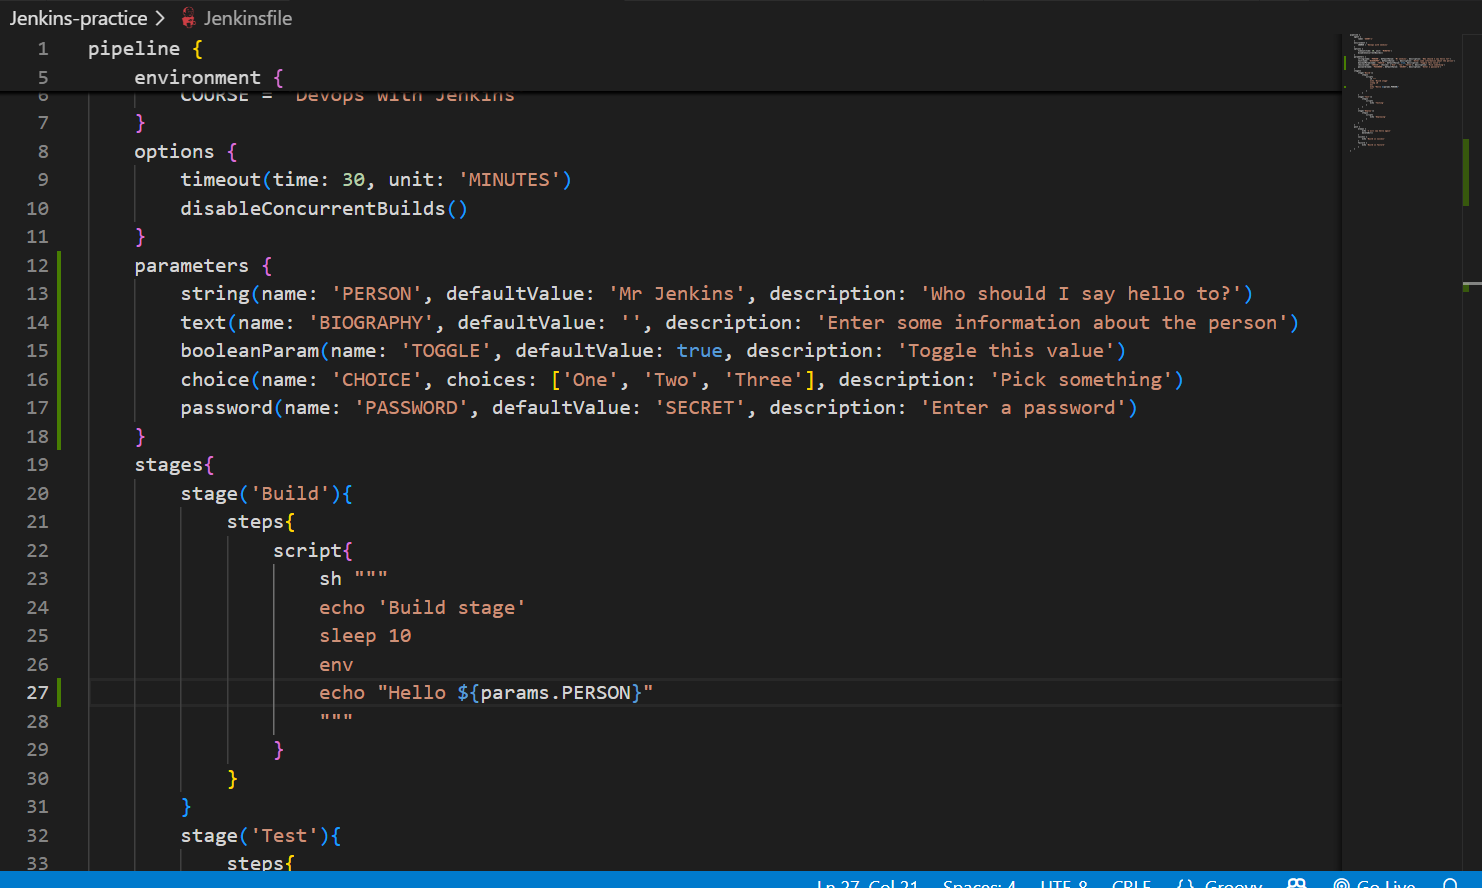 Jenkins-practice > Jenkinsfile
1 pipeline {
5 environment {
6 COURSE = "Devops with Jenkins
7 }
8 options {
9 timeout(time: 30, unit: 'MINUTES')
10 disableConcurrentBuilds()
11 }
12 parameters {
13 string(name: 'PERSON', defaultValue: 'Mr Jenkins', description: 'Who should I say hello to?')
14 text(name: 'BIOGRAPHY', defaultValue: '', description: 'Enter some information about the person')
15 booleanParam(name: 'TOGGLE', defaultValue: true, description: 'Toggle this value')
16 choice(name: 'CHOICE', choices: ['One', 'Two', 'Three'], description: 'Pick something')
17 password(name: 'PASSWORD', defaultValue: 'SECRET', description: 'Enter a password')
18 }
19 stages{
20 stage('Build'){
21 steps{
22 script{
23 sh """
24 echo 'Build stage'
25 sleep 10
26 env
27 echo "Hello ${params.PERSON}"
28 """
29 }
30 }
31 }
32 stage('Test'){
33 steps{
Ln 27, Col 21 Spaces: 4 UTF-8 CRLF {} Groovy Go Live